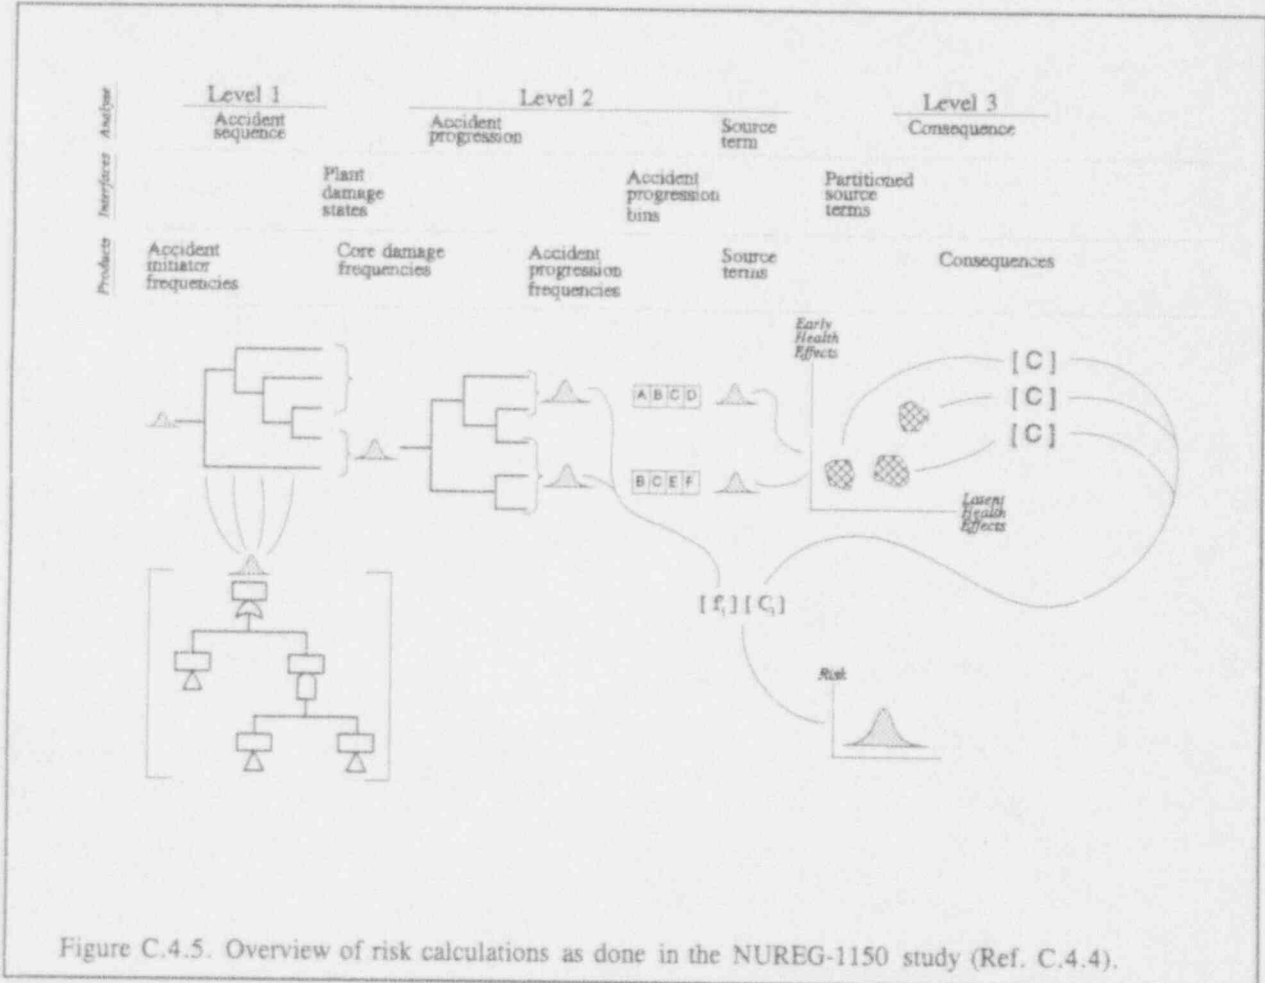 Analyse
Level 1
Level 2
Level 3
Accident
sequence
Accident
progression
Source
term
Consequence
Interfaces
Plant
damage
states
Accident
progression
bins
Partitioned
source
terms
Products
Accident
initiator
frequencies
Core damage
frequencies
Accident
progression
frequencies
Source
terms
Consequences
Early
Health
Effects
[ C ]
[ C ]
[ C ]
A B C D
B C E F
Latent
Health
Effects
[ f_i ] [ C_i ]
Risk
Figure C.4.5. Overview of risk calculations as done in the NUREG-1150 study (Ref. C.4.4).